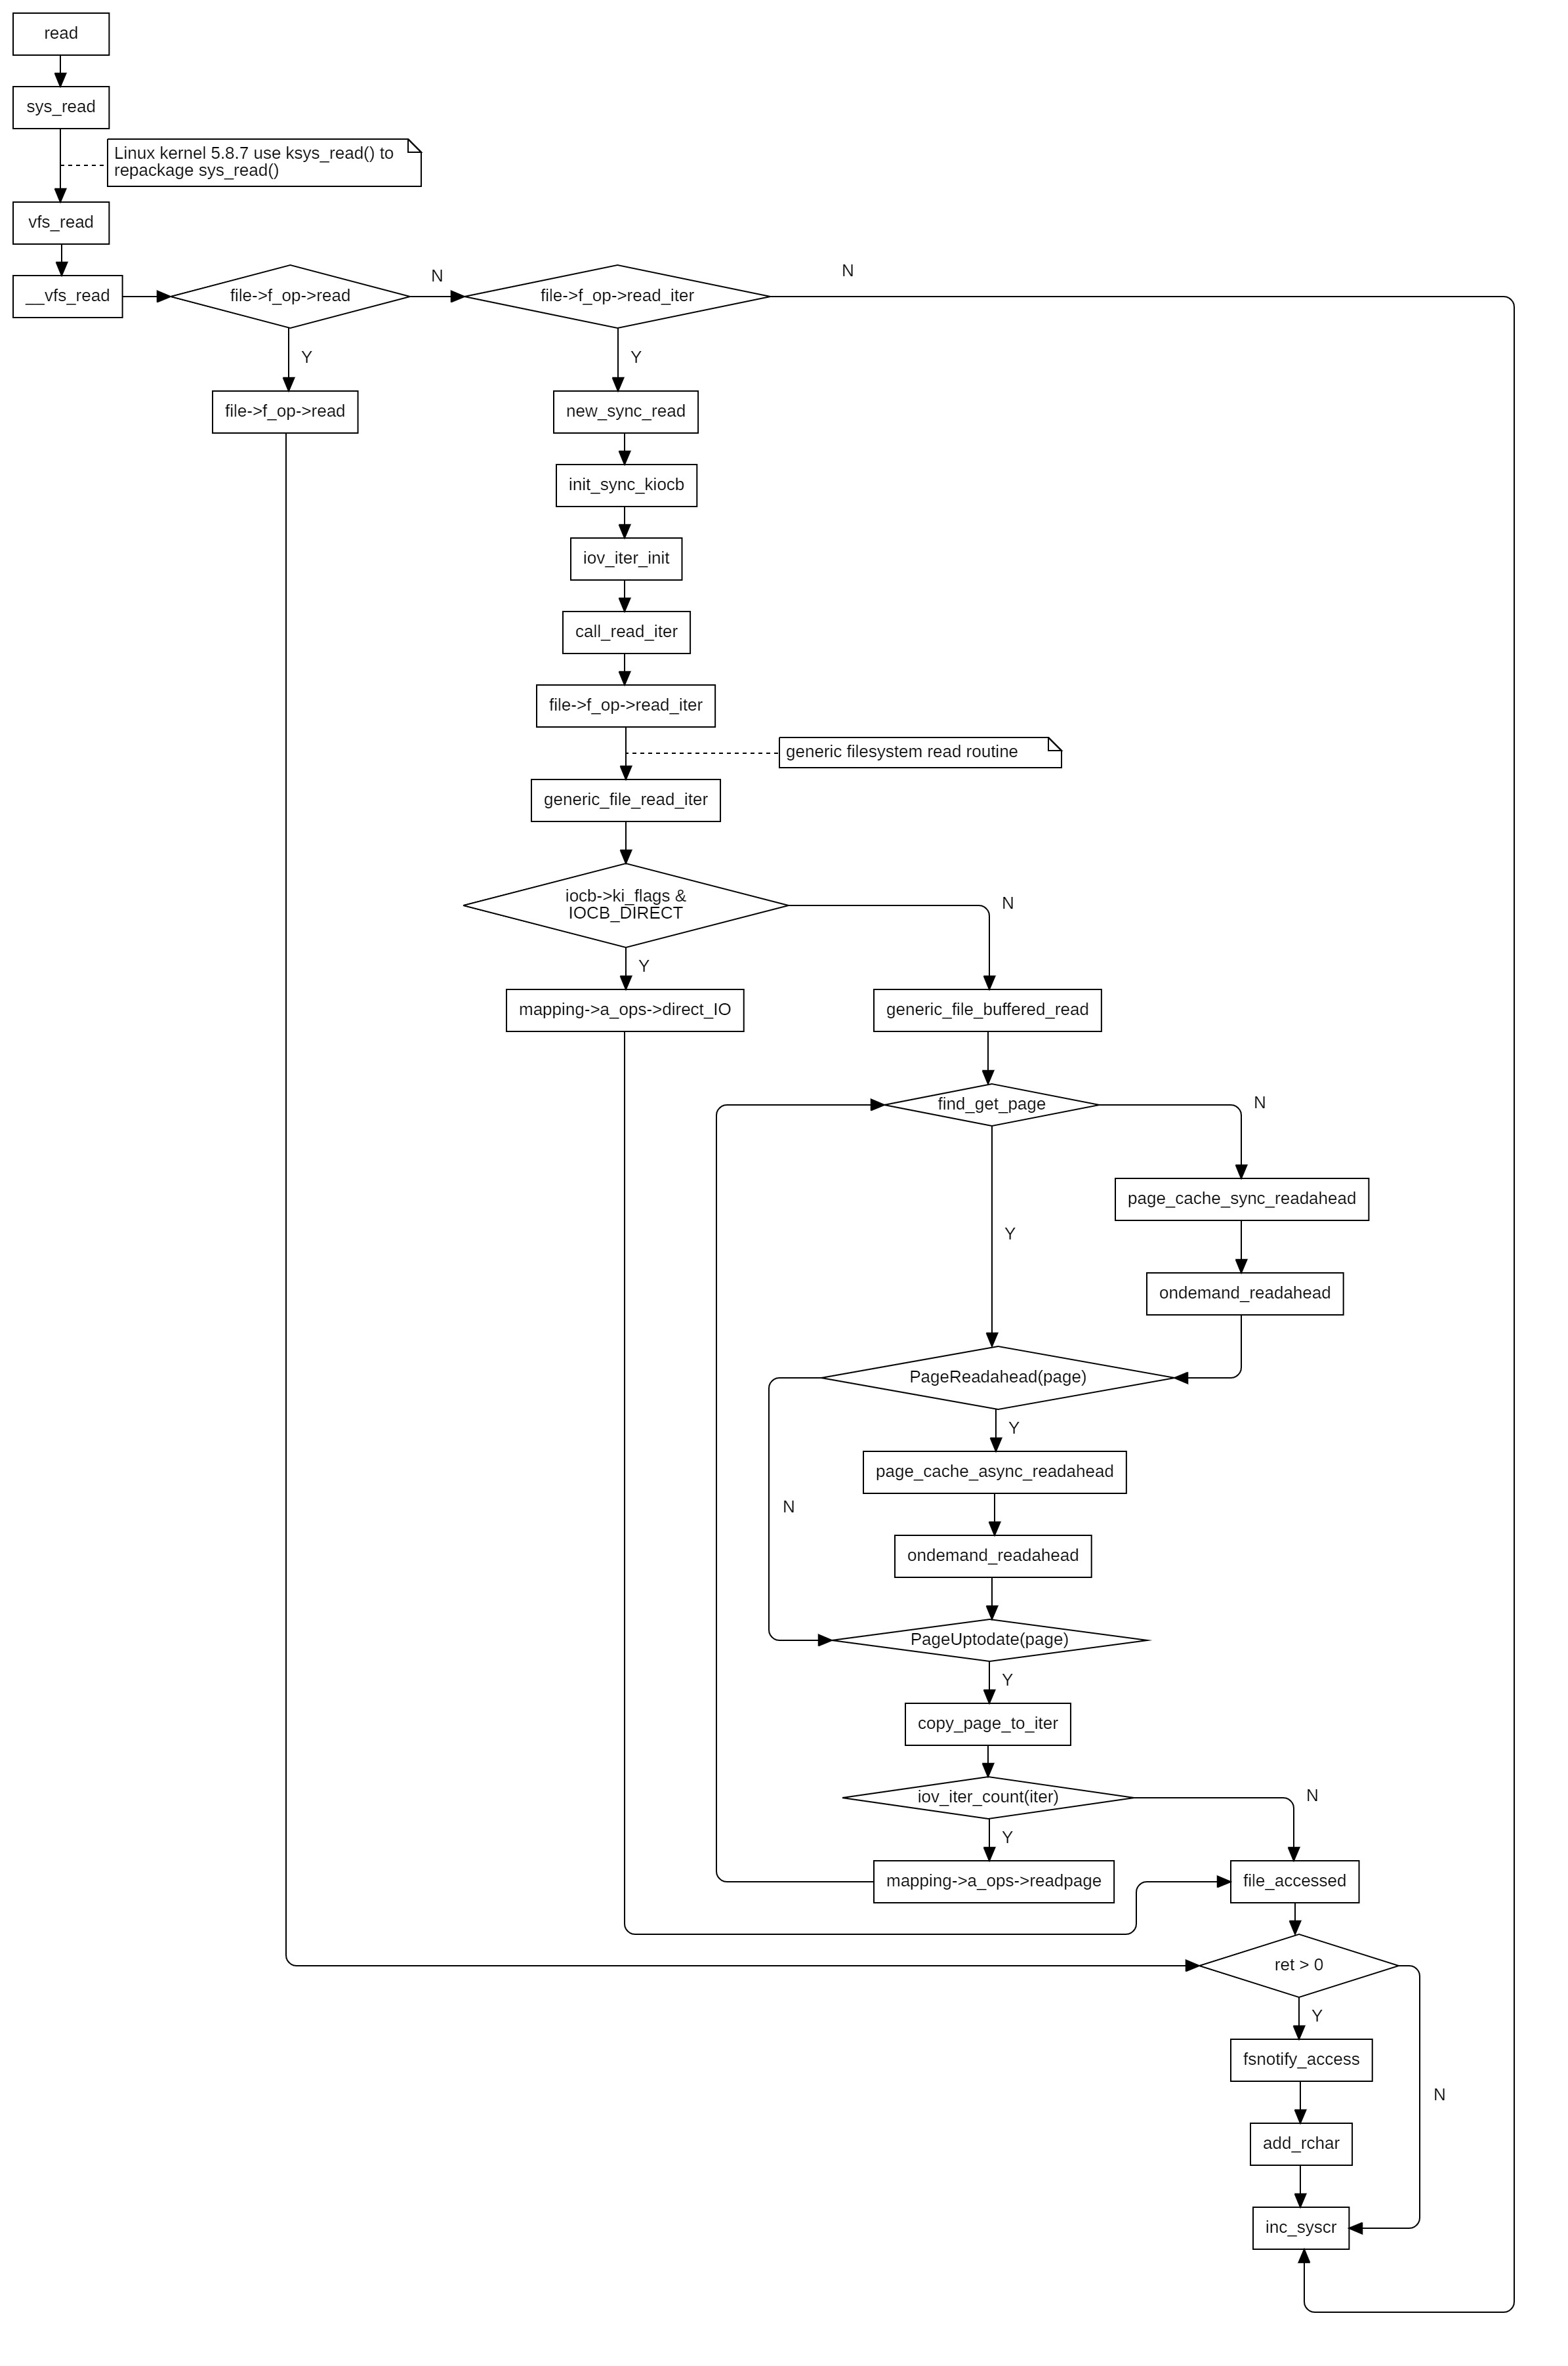 read
sys_read
Linux kernel 5.8.7 use ksys_read() to
repackage sys_read()
vfs_read
__vfs_read
file->f_op->read
N
file->f_op->read_iter
N
Y
Y
file->f_op->read
new_sync_read
init_sync_kiocb
iov_iter_init
call_read_iter
file->f_op->read_iter
generic filesystem read routine
generic_file_read_iter
iocb->ki_flags &
IOCB_DIRECT
N
Y
mapping->a_ops->direct_IO
generic_file_buffered_read
find_get_page
N
page_cache_sync_readahead
Y
ondemand_readahead
PageReadahead(page)
Y
page_cache_async_readahead
N
ondemand_readahead
PageUptodate(page)
Y
copy_page_to_iter
iov_iter_count(iter)
N
Y
mapping->a_ops->readpage
file_accessed
ret > 0
Y
fsnotify_access
N
add_rchar
inc_syscr